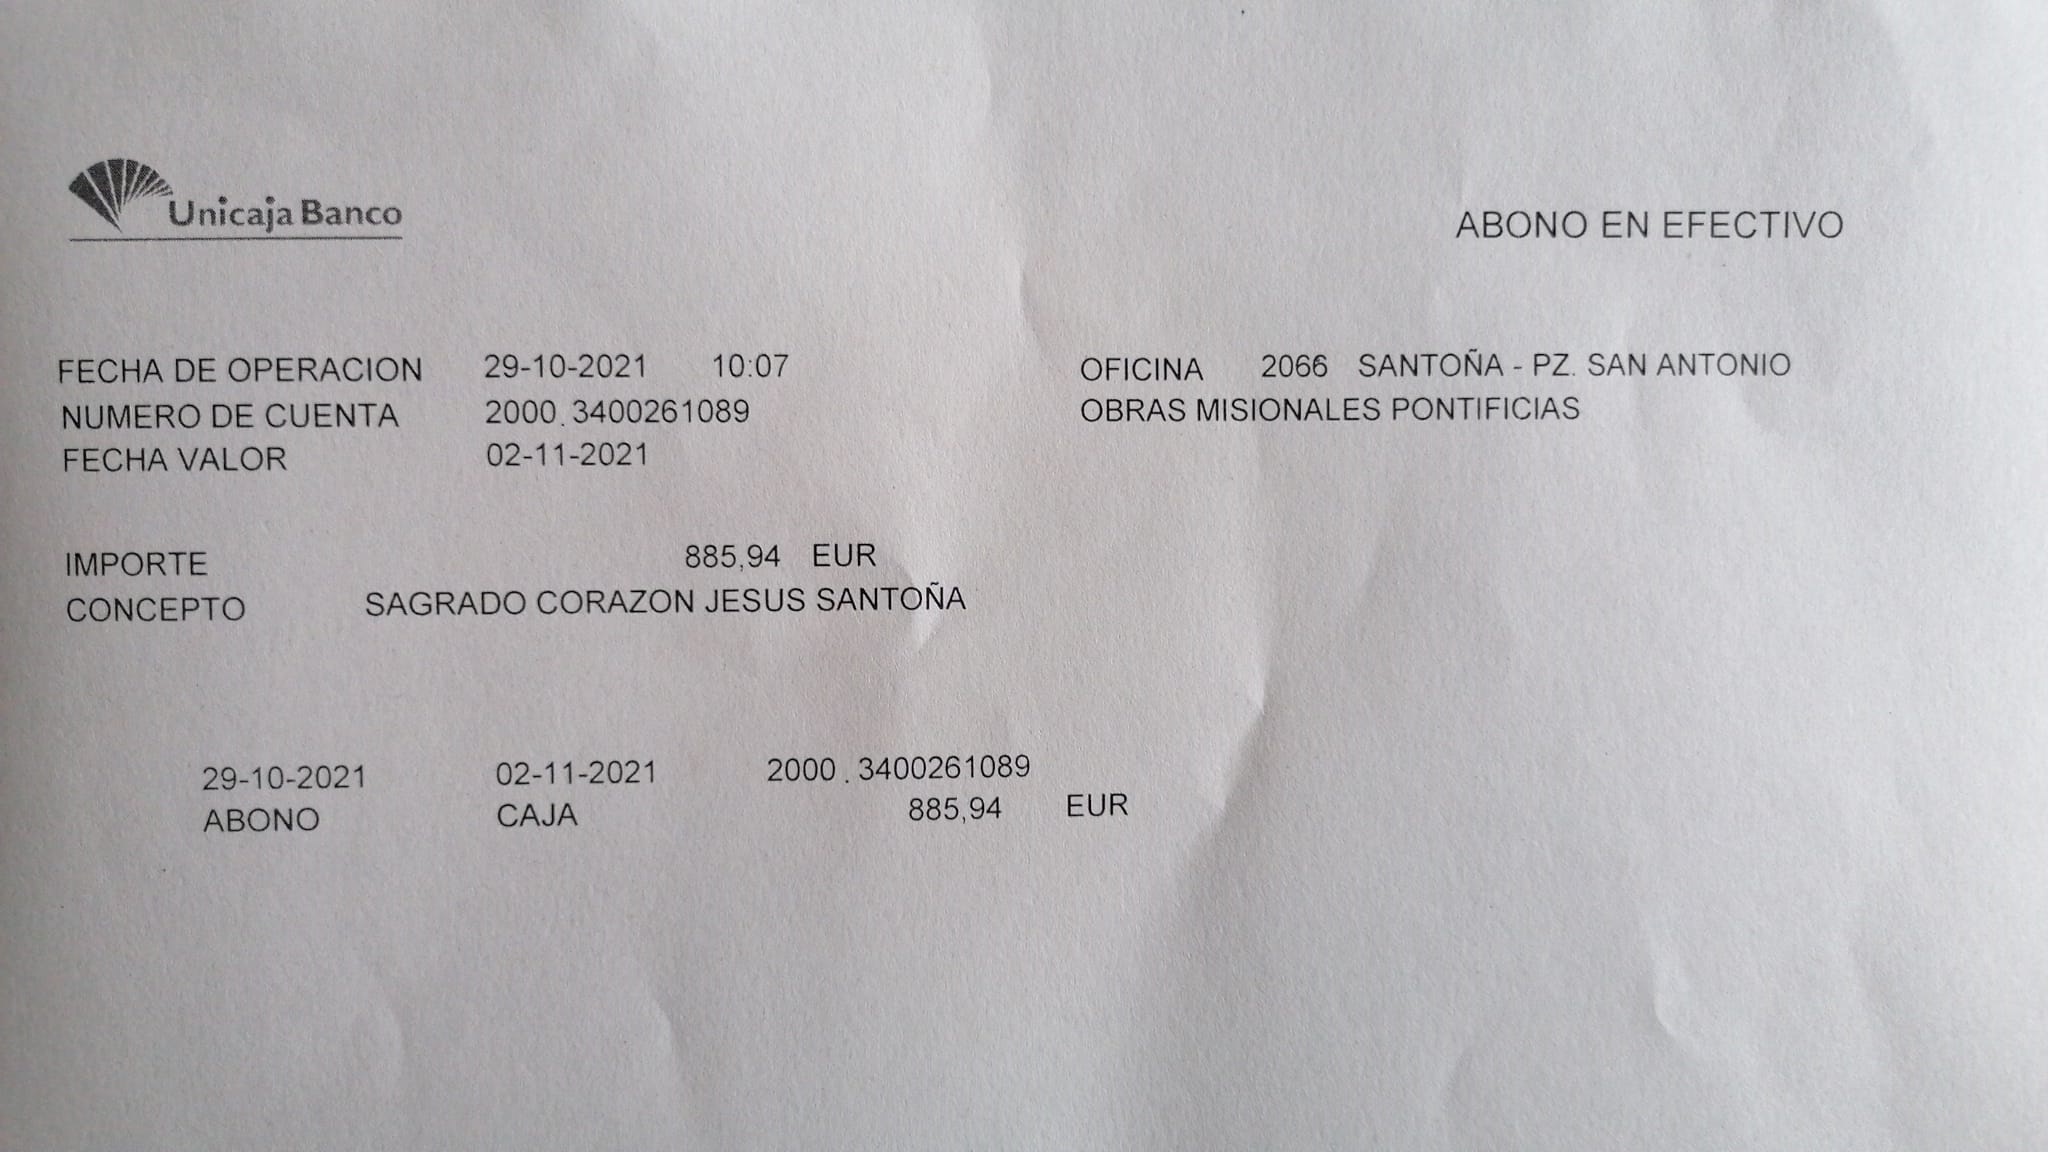 Unicaja Banco
ABONO EN EFECTIVO
FECHA DE OPERACION 29-10-2021 10:07 OFICINA 2066 SANTOÑA - PZ. SAN ANTONIO
NUMERO DE CUENTA 2000.3400261089 OBRAS MISIONALES PONTIFICIAS
FECHA VALOR 02-11-2021
IMPORTE 885,94 EUR
CONCEPTO SAGRADO CORAZON JESUS SANTOÑA
29-10-2021 02-11-2021 2000.3400261089
ABONO CAJA 885,94 EUR